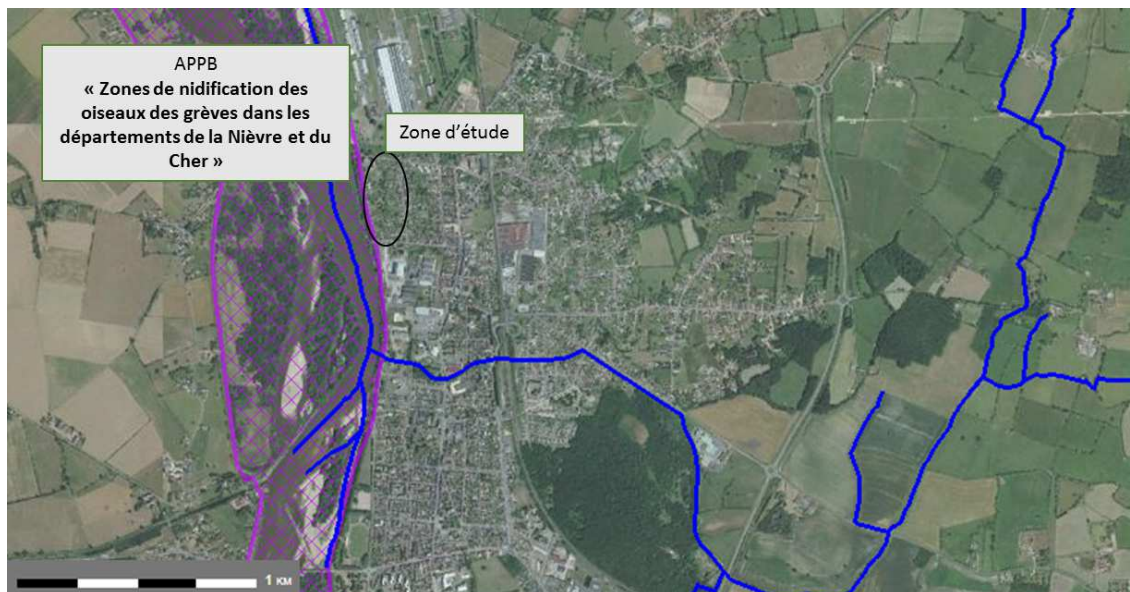 APPB
« Zones de nidification des
oiseaux des grèves dans les
départements de la Nièvre et du
Cher »
Zone d’étude
1 KM